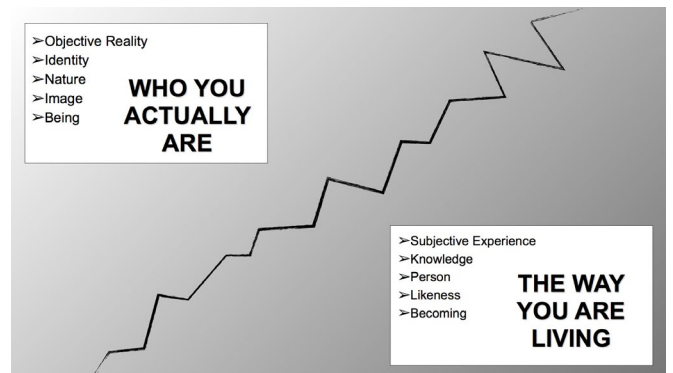 ➢Objective Reality
➢Identity
➢Nature
➢Image
➢Being
WHO YOU
ACTUALLY
ARE
➢Subjective Experience
➢Knowledge
➢Person
➢Likeness
➢Becoming
THE WAY
YOU ARE
LIVING